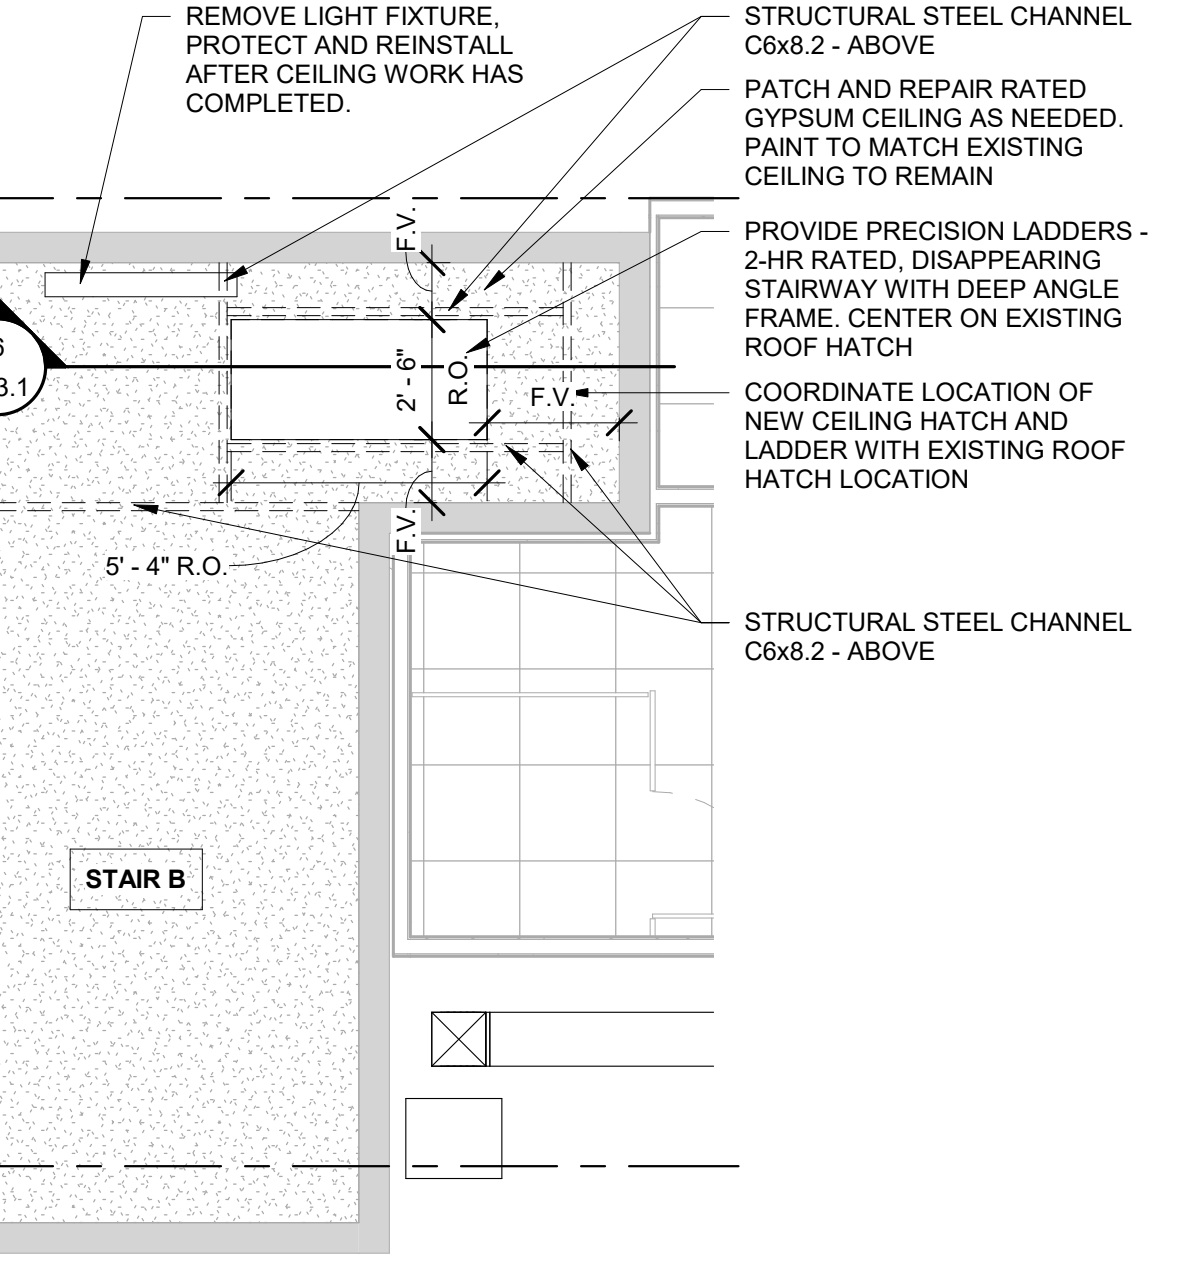 REMOVE LIGHT FIXTURE,
PROTECT AND REINSTALL
AFTER CEILING WORK HAS
COMPLETED.
STRUCTURAL STEEL CHANNEL
C6x8.2 - ABOVE
PATCH AND REPAIR RATED
GYPSUM CEILING AS NEEDED.
PAINT TO MATCH EXISTING
CEILING TO REMAIN
PROVIDE PRECISION LADDERS -
2-HR RATED, DISAPPEARING
STAIRWAY WITH DEEP ANGLE
FRAME. CENTER ON EXISTING
ROOF HATCH
COORDINATE LOCATION OF
NEW CEILING HATCH AND
LADDER WITH EXISTING ROOF
HATCH LOCATION
STRUCTURAL STEEL CHANNEL
C6x8.2 - ABOVE
F.V.
2' - 6"
R.O.
F.V.
F.V.
5' - 4" R.O.
STAIR B